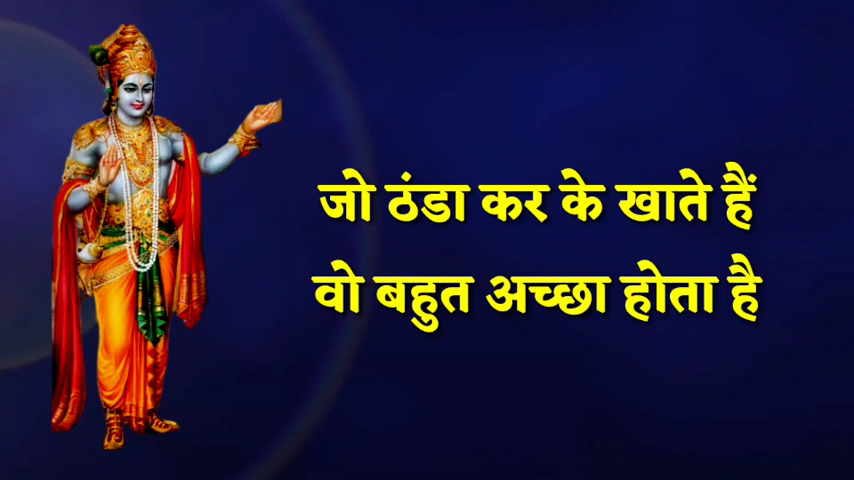 जो ठंडा कर के खाते हैं
वो बहुत अच्छा होता है